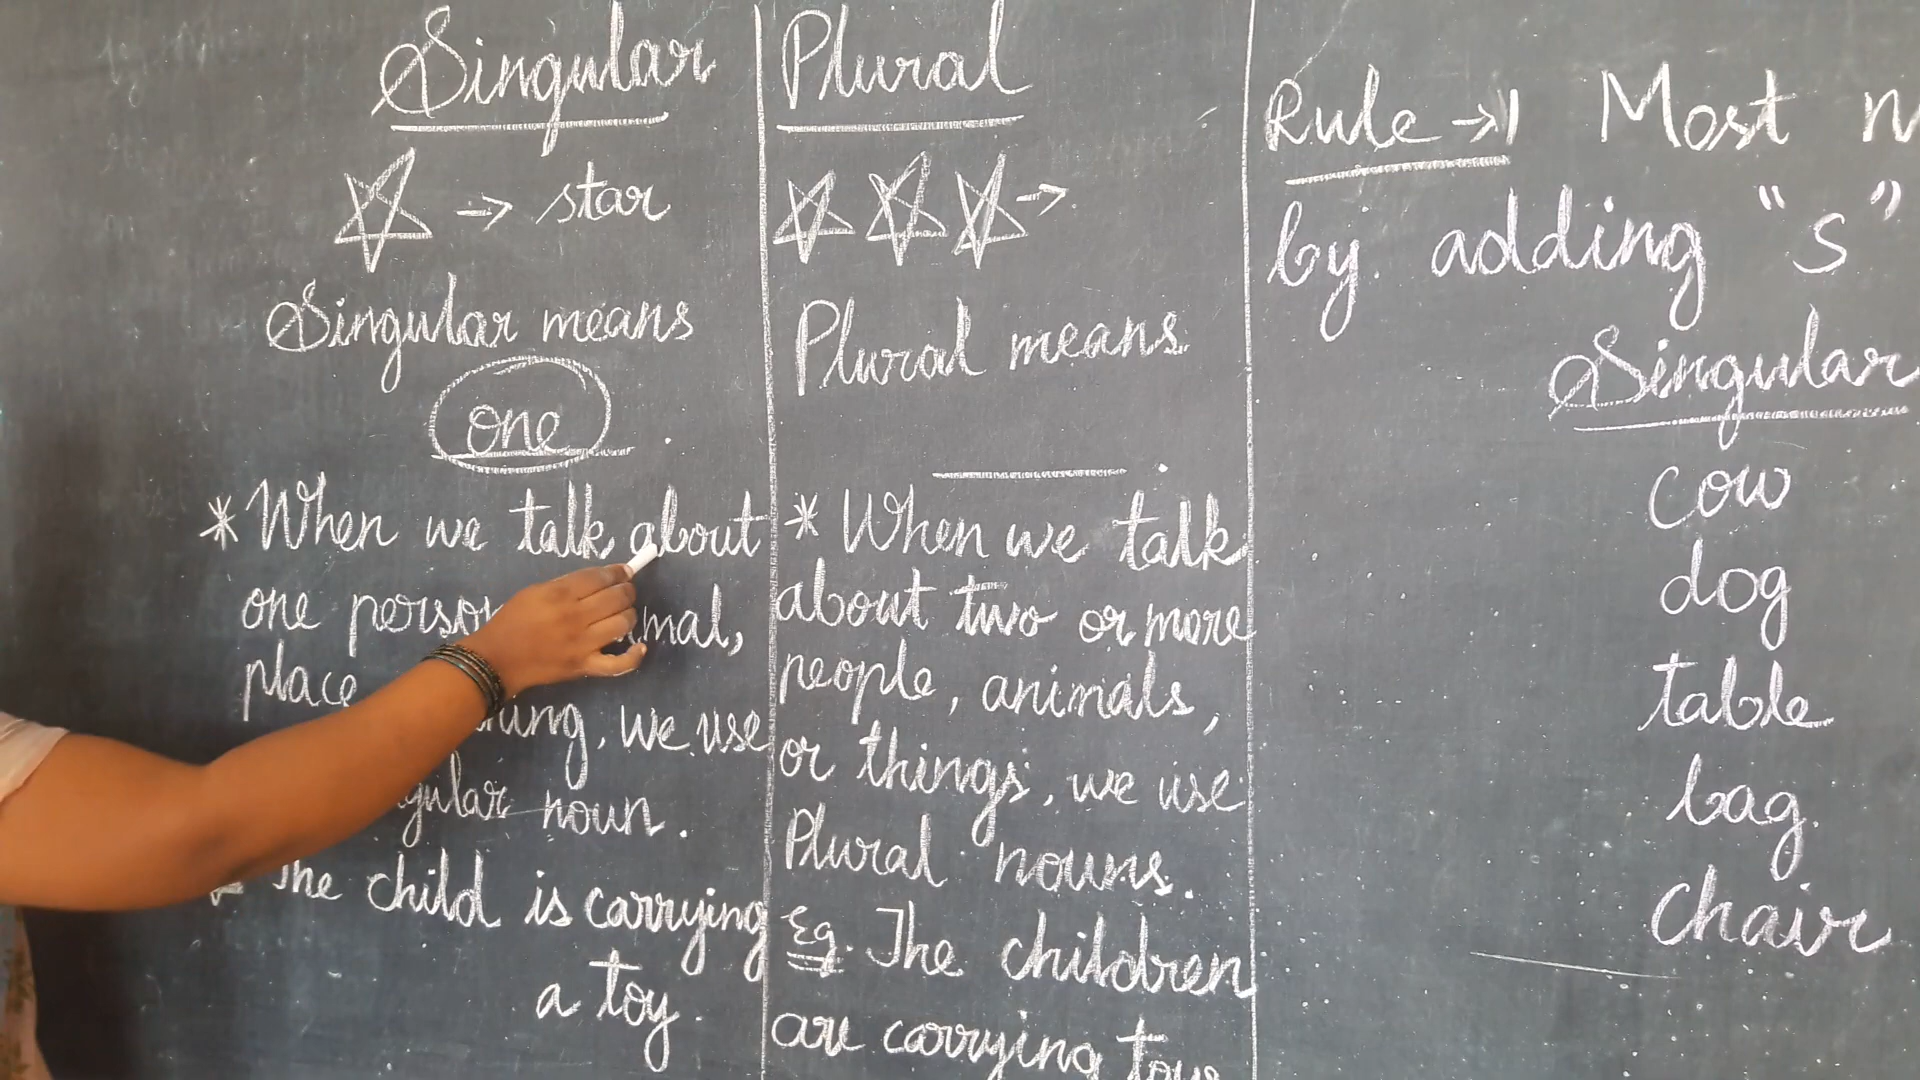 Singular
→ star
Singular means
one .
* When we talk about
one mal,
place
we use
noun.
The child is carrying
a toy.
Plural
→
Plural means
.
* When we talk
about two or more
people, animals,
or things, we use
Plural nouns.
Eg. The children
are carrying
Rule → 1 Most
by adding "s"
Singular
cow
dog
table
bag.
chair